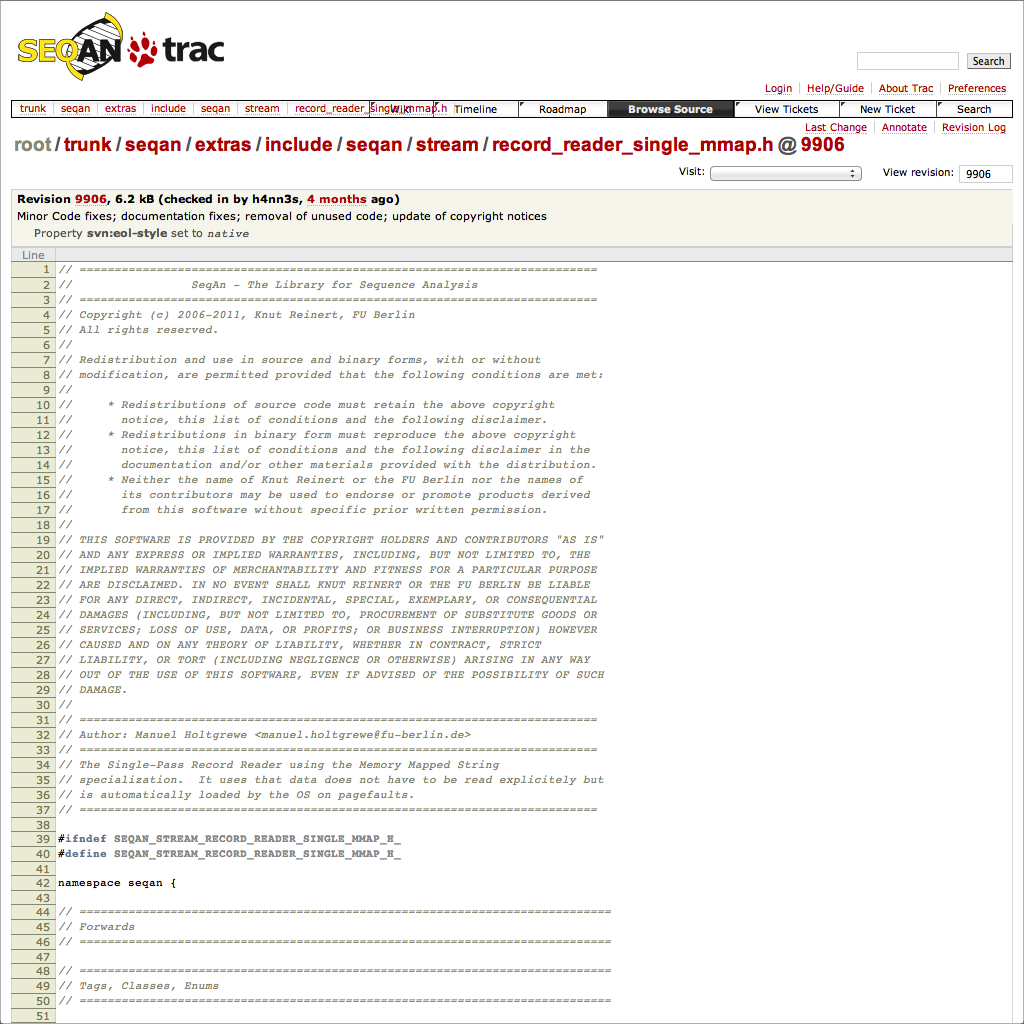 SEQAN trac
Search
Login Help/Guide About Trac Preferences
trunk seqan extras include seqan stream record_reader_single_mmap.h Wiki Timeline Roadmap Browse Source View Tickets New Ticket Search
Last Change Annotate Revision Log
root/trunk/seqan/extras/include/seqan/stream/record_reader_single_mmap.h @ 9906
Visit: View revision: 9906
Revision 9906, 6.2 kB (checked in by h4nn3s, 4 months ago)
Minor Code fixes; documentation fixes; removal of unused code; update of copyright notices
Property svn:eol-style set to native
Line
1 // ==========================================================================
2 //                 SeqAn - The Library for Sequence Analysis
3 // ==========================================================================
4 // Copyright (c) 2006-2011, Knut Reinert, FU Berlin
5 // All rights reserved.
6 //
7 // Redistribution and use in source and binary forms, with or without
8 // modification, are permitted provided that the following conditions are met:
9 //
10 //     * Redistributions of source code must retain the above copyright
11 //       notice, this list of conditions and the following disclaimer.
12 //     * Redistributions in binary form must reproduce the above copyright
13 //       notice, this list of conditions and the following disclaimer in the
14 //       documentation and/or other materials provided with the distribution.
15 //     * Neither the name of Knut Reinert or the FU Berlin nor the names of
16 //       its contributors may be used to endorse or promote products derived
17 //       from this software without specific prior written permission.
18 //
19 // THIS SOFTWARE IS PROVIDED BY THE COPYRIGHT HOLDERS AND CONTRIBUTORS "AS IS"
20 // AND ANY EXPRESS OR IMPLIED WARRANTIES, INCLUDING, BUT NOT LIMITED TO, THE
21 // IMPLIED WARRANTIES OF MERCHANTABILITY AND FITNESS FOR A PARTICULAR PURPOSE
22 // ARE DISCLAIMED. IN NO EVENT SHALL KNUT REINERT OR THE FU BERLIN BE LIABLE
23 // FOR ANY DIRECT, INDIRECT, INCIDENTAL, SPECIAL, EXEMPLARY, OR CONSEQUENTIAL
24 // DAMAGES (INCLUDING, BUT NOT LIMITED TO, PROCUREMENT OF SUBSTITUTE GOODS OR
25 // SERVICES; LOSS OF USE, DATA, OR PROFITS; OR BUSINESS INTERRUPTION) HOWEVER
26 // CAUSED AND ON ANY THEORY OF LIABILITY, WHETHER IN CONTRACT, STRICT
27 // LIABILITY, OR TORT (INCLUDING NEGLIGENCE OR OTHERWISE) ARISING IN ANY WAY
28 // OUT OF THE USE OF THIS SOFTWARE, EVEN IF ADVISED OF THE POSSIBILITY OF SUCH
29 // DAMAGE.
30 //
31 // ==========================================================================
32 // Author: Manuel Holtgrewe <manuel.holtgrewe@fu-berlin.de>
33 // ==========================================================================
34 // The Single-Pass Record Reader using the Memory Mapped String
35 // specialization.  It uses that data does not have to be read explicitely but
36 // is automatically loaded by the OS on pagefaults.
37 // ==========================================================================
38
39 #ifndef SEQAN_STREAM_RECORD_READER_SINGLE_MMAP_H_
40 #define SEQAN_STREAM_RECORD_READER_SINGLE_MMAP_H_
41
42 namespace seqan {
43
44 // ============================================================================
45 // Forwards
46 // ============================================================================
47
48 // ============================================================================
49 // Tags, Classes, Enums
50 // ============================================================================
51